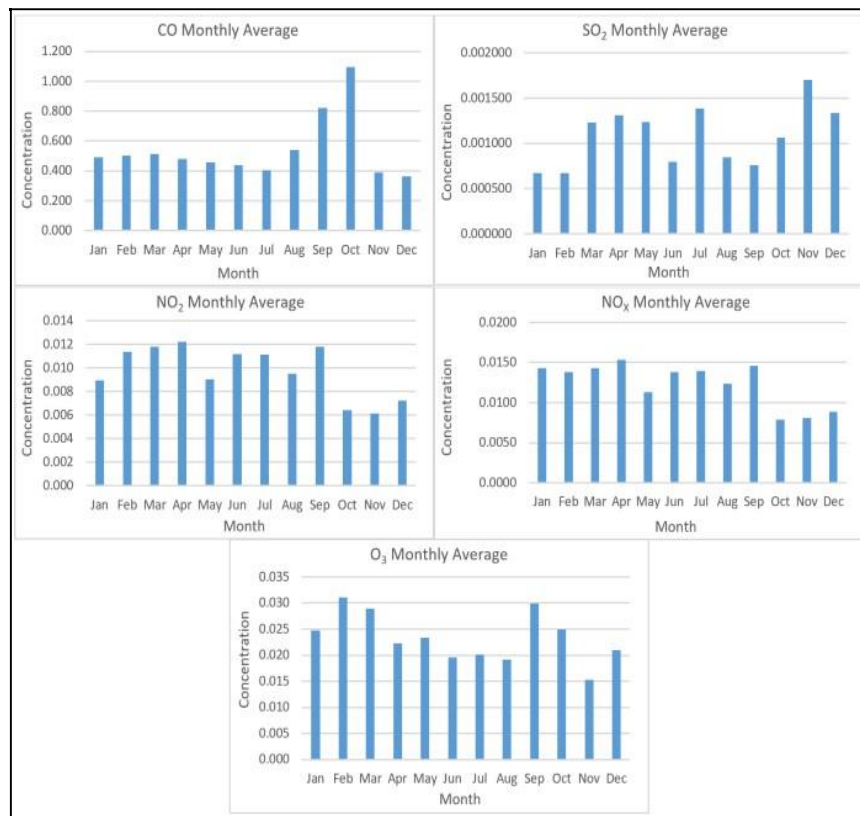 CO Monthly Average
1.200
1.000
0.800
0.600
0.400
0.200
0.000
Concentration
Jan Feb Mar Apr May Jun Jul Aug Sep Oct Nov Dec
Month
SO₂ Monthly Average
0.002000
0.001500
0.001000
0.000500
0.000000
Concentration
Jan Feb Mar Apr May Jun Jul Aug Sep Oct Nov Dec
Month
NO₂ Monthly Average
0.014
0.012
0.010
0.008
0.006
0.004
0.002
0.000
Concentration
Jan Feb Mar Apr May Jun Jul Aug Sep Oct Nov Dec
Month
NOₓ Monthly Average
0.0200
0.0150
0.0100
0.0050
0.0000
Concentration
Jan Feb Mar Apr May Jun Jul Aug Sep Oct Nov Dec
Month
O₃ Monthly Average
0.035
0.030
0.025
0.020
0.015
0.010
0.005
0.000
Concentration
Jan Feb Mar Apr May Jun Jul Aug Sep Oct Nov Dec
Month